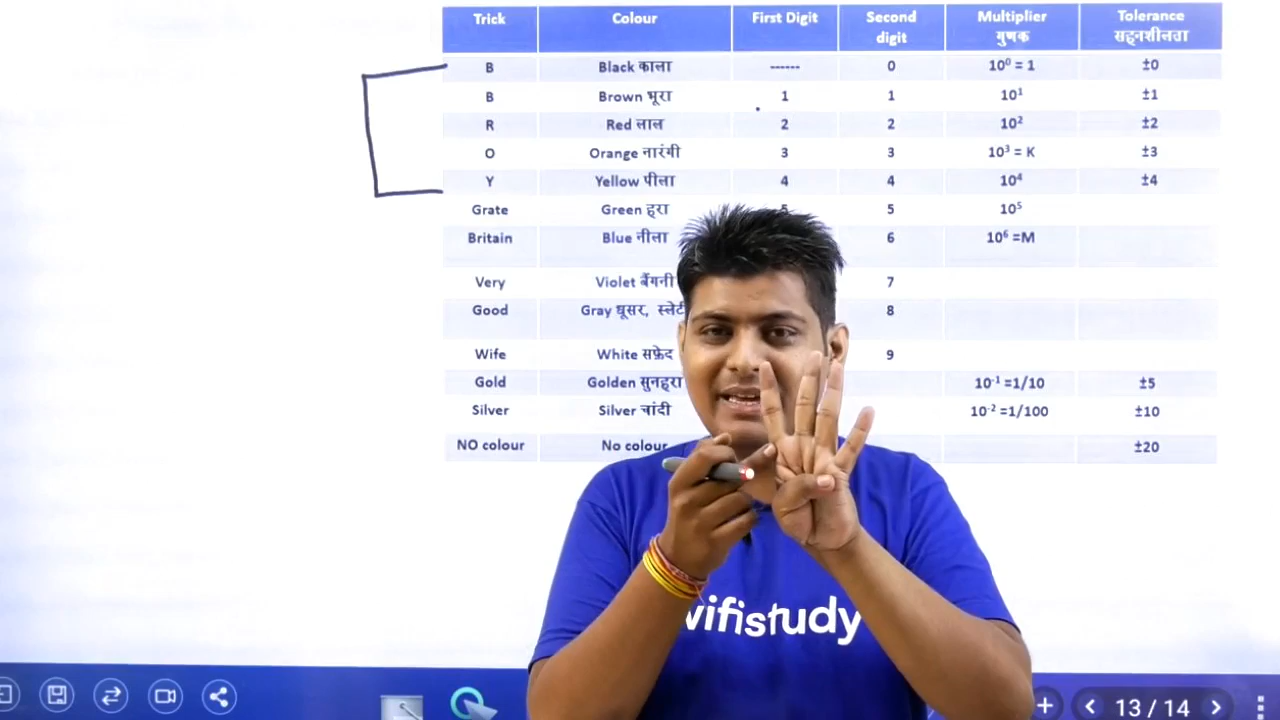 Trick Colour First Digit Second digit Multiplier गुणक Tolerance सहनशीलता
B Black काला ------ 0 10⁰ = 1 ±0
B Brown भूरा 1 1 10¹ ±1
R Red लाल 2 2 10² ±2
O Orange नारंगी 3 3 10³ = K ±3
Y Yellow पीला 4 4 10⁴ ±4
Grate Green हरा 5 5 10⁵
Britain Blue नीला 6 10⁶ =M
Very Violet बैंगनी 7
Good Gray धूसर, स्लेटी 8
Wife White सफ़ेद 9
Gold Golden सुनहरा 10⁻¹ =1/10 ±5
Silver Silver चांदी 10⁻² =1/100 ±10
NO colour No colour ±20
wifistudy
13 / 14